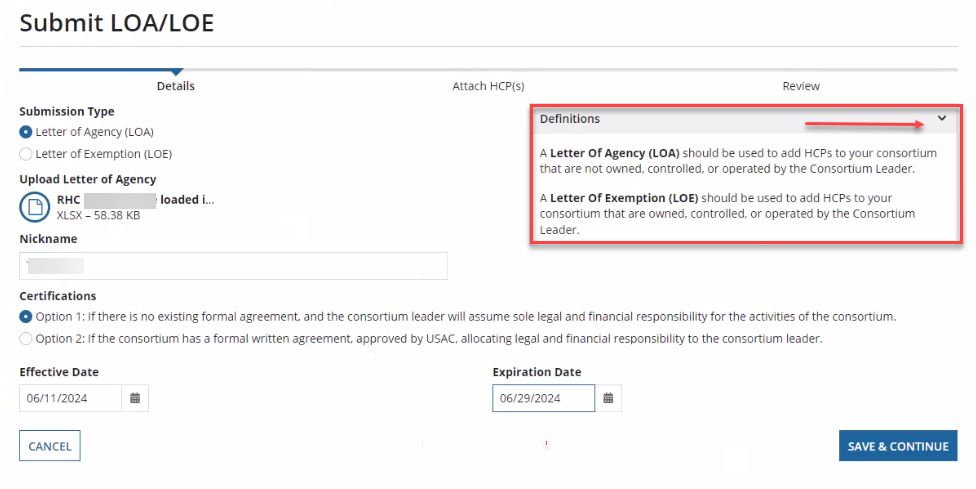 Submit LOA/LOE
Details
Attach HCP(s)
Review
Submission Type
Letter of Agency (LOA)
Letter of Exemption (LOE)
Upload Letter of Agency
RHC loaded i...
XLSX – 58.38 KB
Nickname
Definitions
A Letter Of Agency (LOA) should be used to add HCPs to your consortium
that are not owned, controlled, or operated by the Consortium Leader.
A Letter Of Exemption (LOE) should be used to add HCPs to your
consortium that are owned, controlled, or operated by the Consortium
Leader.
Certifications
Option 1: If there is no existing formal agreement, and the consortium leader will assume sole legal and financial responsibility for the activities of the consortium.
Option 2: If the consortium has a formal written agreement, approved by USAC, allocating legal and financial responsibility to the consortium leader.
Effective Date
Expiration Date
06/11/2024
06/29/2024
CANCEL
SAVE & CONTINUE